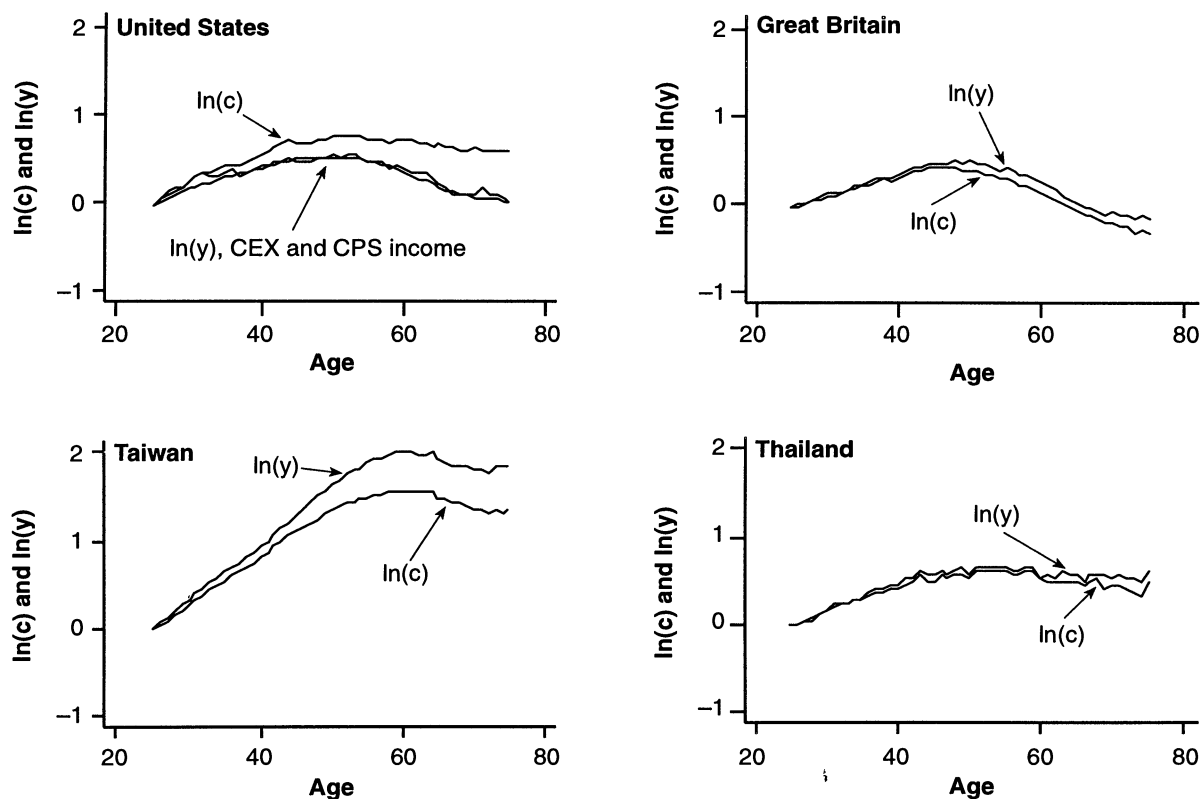 United States
ln(c) and ln(y)
2
1
0
–1
ln(c)
ln(y), CEX and CPS income
20
40
60
80
Age
Great Britain
ln(c) and ln(y)
2
1
0
–1
ln(y)
ln(c)
20
40
60
80
Age
Taiwan
ln(c) and ln(y)
2
1
0
–1
ln(y)
ln(c)
20
40
60
80
Age
Thailand
ln(c) and ln(y)
2
1
0
–1
ln(y)
ln(c)
20
40
60
80
Age